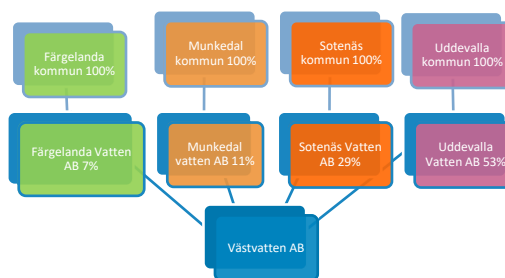 Färgelanda
kommun 100%
Munkedal
kommun 100%
Sotenäs
kommun 100%
Uddevalla
kommun 100%
Färgelanda Vatten
AB 7%
Munkedal
vatten AB 11%
Sotenäs Vatten
AB 29%
Uddevalla
Vatten AB 53%
Västvatten AB